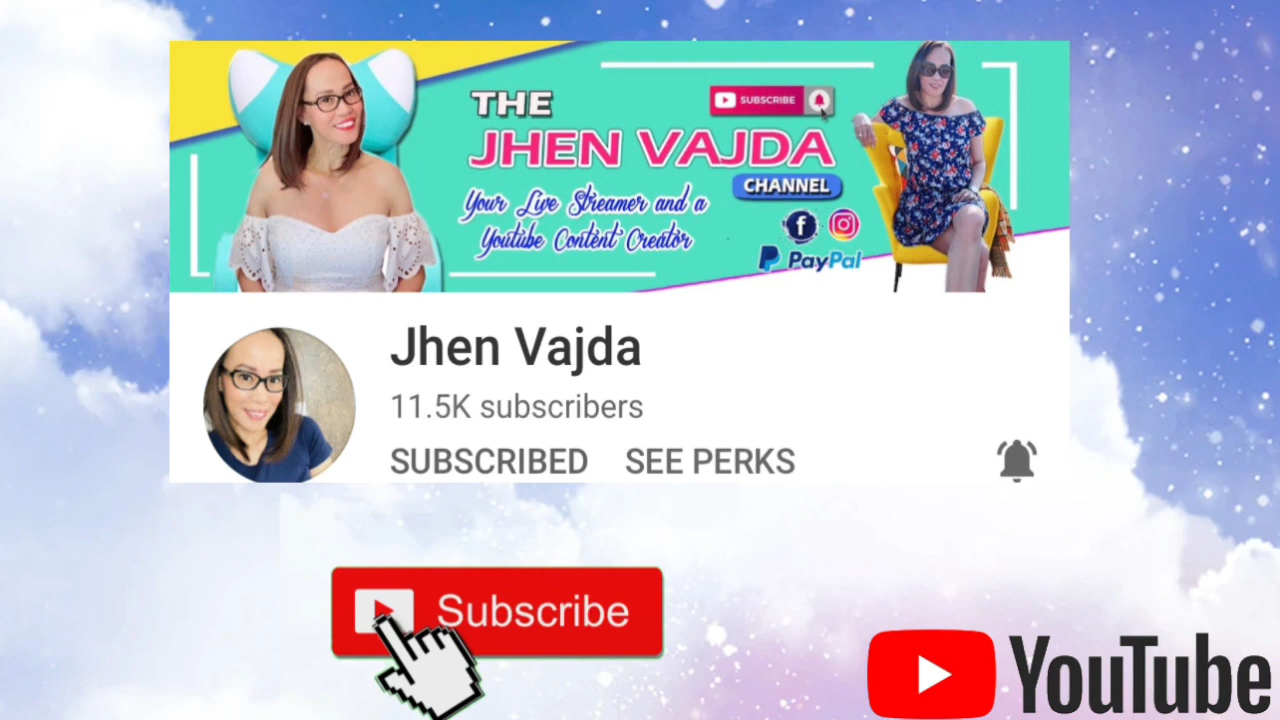 THE
SUBSCRIBE
JHEN VAJDA
CHANNEL
Your Live Streamer and a
Youtube Content Creator
f
PayPal
Jhen Vajda
11.5K subscribers
SUBSCRIBED SEE PERKS
Subscribe
YouTube